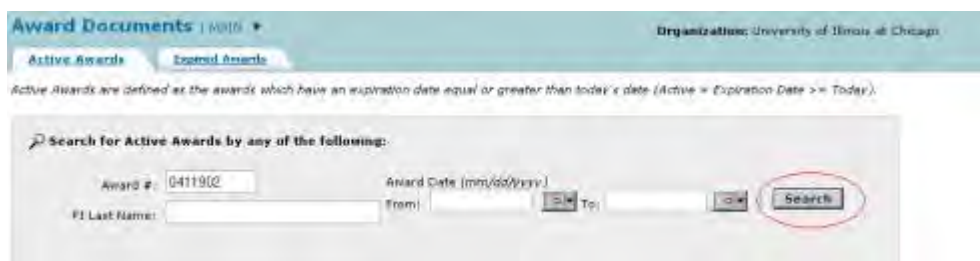 Award Documents | MAIN
Organization: University of Illinois at Chicago
Active Awards Expired Awards
Active Awards are defined as the awards which have an expiration date equal or greater than today's date (Active = Expiration Date >= Today).
Search for Active Awards by any of the following:
Award #: 0411902 Award Date (mm/dd/yyyy)
PI Last Name: From: To: Search